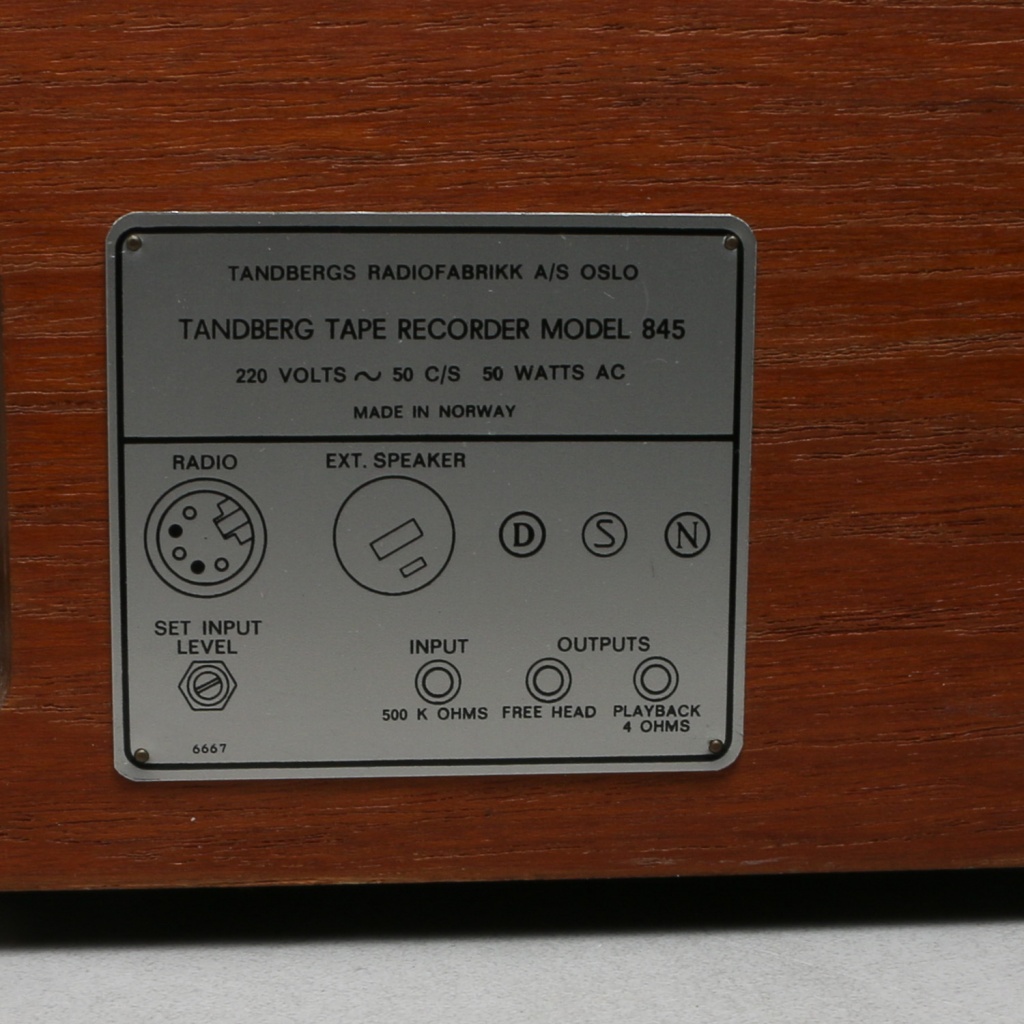 TANDBERGS RADIOFABRIKK A/S OSLO
TANDBERG TAPE RECORDER MODEL 845
220 VOLTS ~ 50 C/S 50 WATTS AC
MADE IN NORWAY
RADIO EXT. SPEAKER
D S N
SET INPUT
LEVEL
INPUT OUTPUTS
500 K OHMS FREE HEAD PLAYBACK
4 OHMS
6667